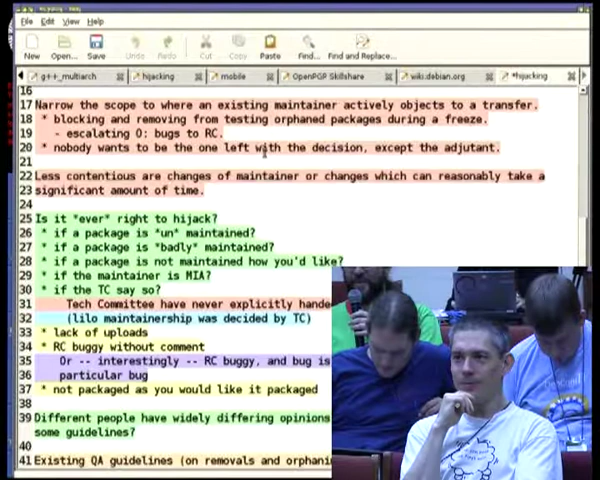 File Edit View Help
New Open... Save Undo Redo Cut Copy Paste Find... Find and Replace...
g++_multiarch hijacking mobile OpenPGP Skillshare wiki.debian.org *hijacking
16
17 Narrow the scope to where an existing maintainer actively objects to a transfer.
18 * blocking and removing from testing orphaned packages during a freeze.
19 - escalating O: bugs to RC.
20 * nobody wants to be the one left with the decision, except the adjutant.
21
22 Less contentious are changes of maintainer or changes which can reasonably take a
23 significant amount of time.
24
25 Is it *ever* right to hijack?
26 * if a package is *un* maintained?
27 * if a package is *badly* maintained?
28 * if a package is not maintained how you'd like?
29 * if the maintainer is MIA?
30 * if the TC say so?
31 Tech Committee have never explicitly hande
32 (lilo maintainership was decided by TC)
33 * lack of uploads
34 * RC buggy without comment
35 Or -- interestingly -- RC buggy, and bug is
36 particular bug
37 * not packaged as you would like it packaged
38
39 Different people have widely differing opinions
some guidelines?
40
41 Existing QA guidelines (on removals and orphani